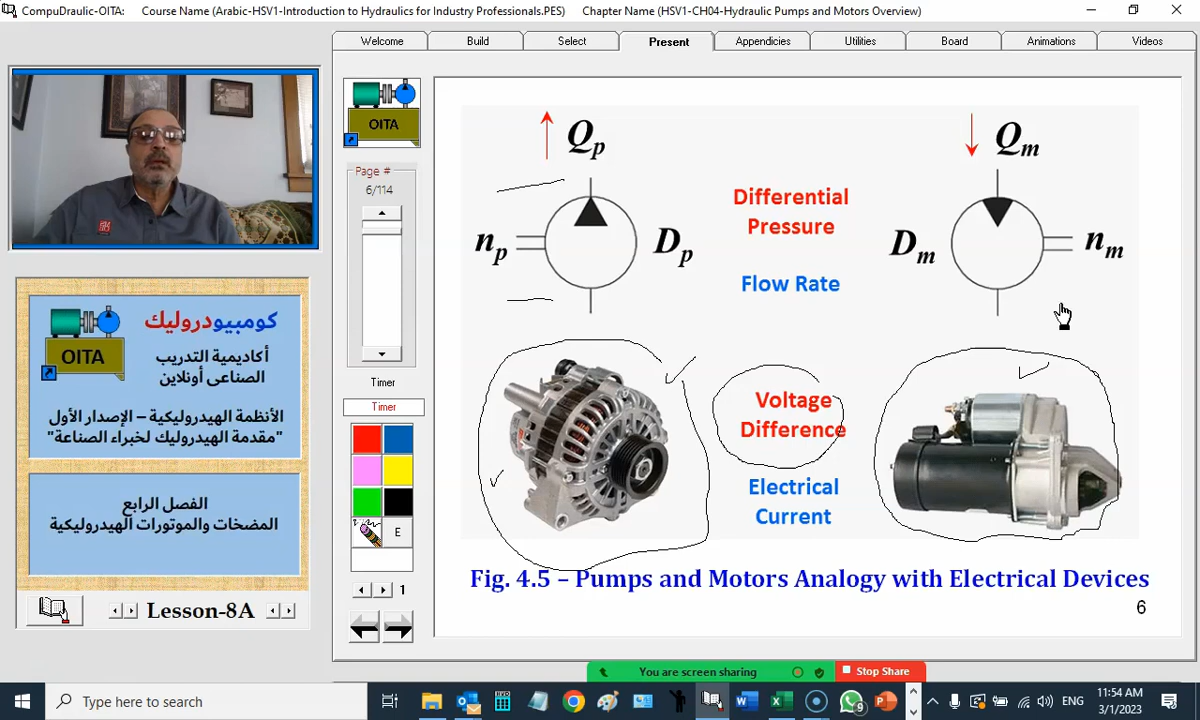 CompuDraulic-OITA: Course Name (Arabic-HSV1-Introduction to Hydraulics for Industry Professionals.PES) Chapter Name (HSV1-CH04-Hydraulic Pumps and Motors Overview)
Welcome Build Select Present Appendicies Utilities Board Animations Videos
OITA
Page #
6/114
Timer
Timer
E
1
كومبيودروليك
OITA
أكاديمية التدريب
الصناعى أونلاين
الأنظمة الهيدروليكية – الإصدار الأول
"مقدمة الهيدروليك لخبراء الصناعة"
الفصل الرابع
المضخات والموتورات الهيدروليكية
Lesson-8A
Qp
np
Dp
Differential
Pressure
Flow Rate
Qm
Dm
nm
Voltage
Difference
Electrical
Current
Fig. 4.5 – Pumps and Motors Analogy with Electrical Devices
6
You are screen sharing
Stop Share
Type here to search
9
ENG
11:54 AM
3/1/2023